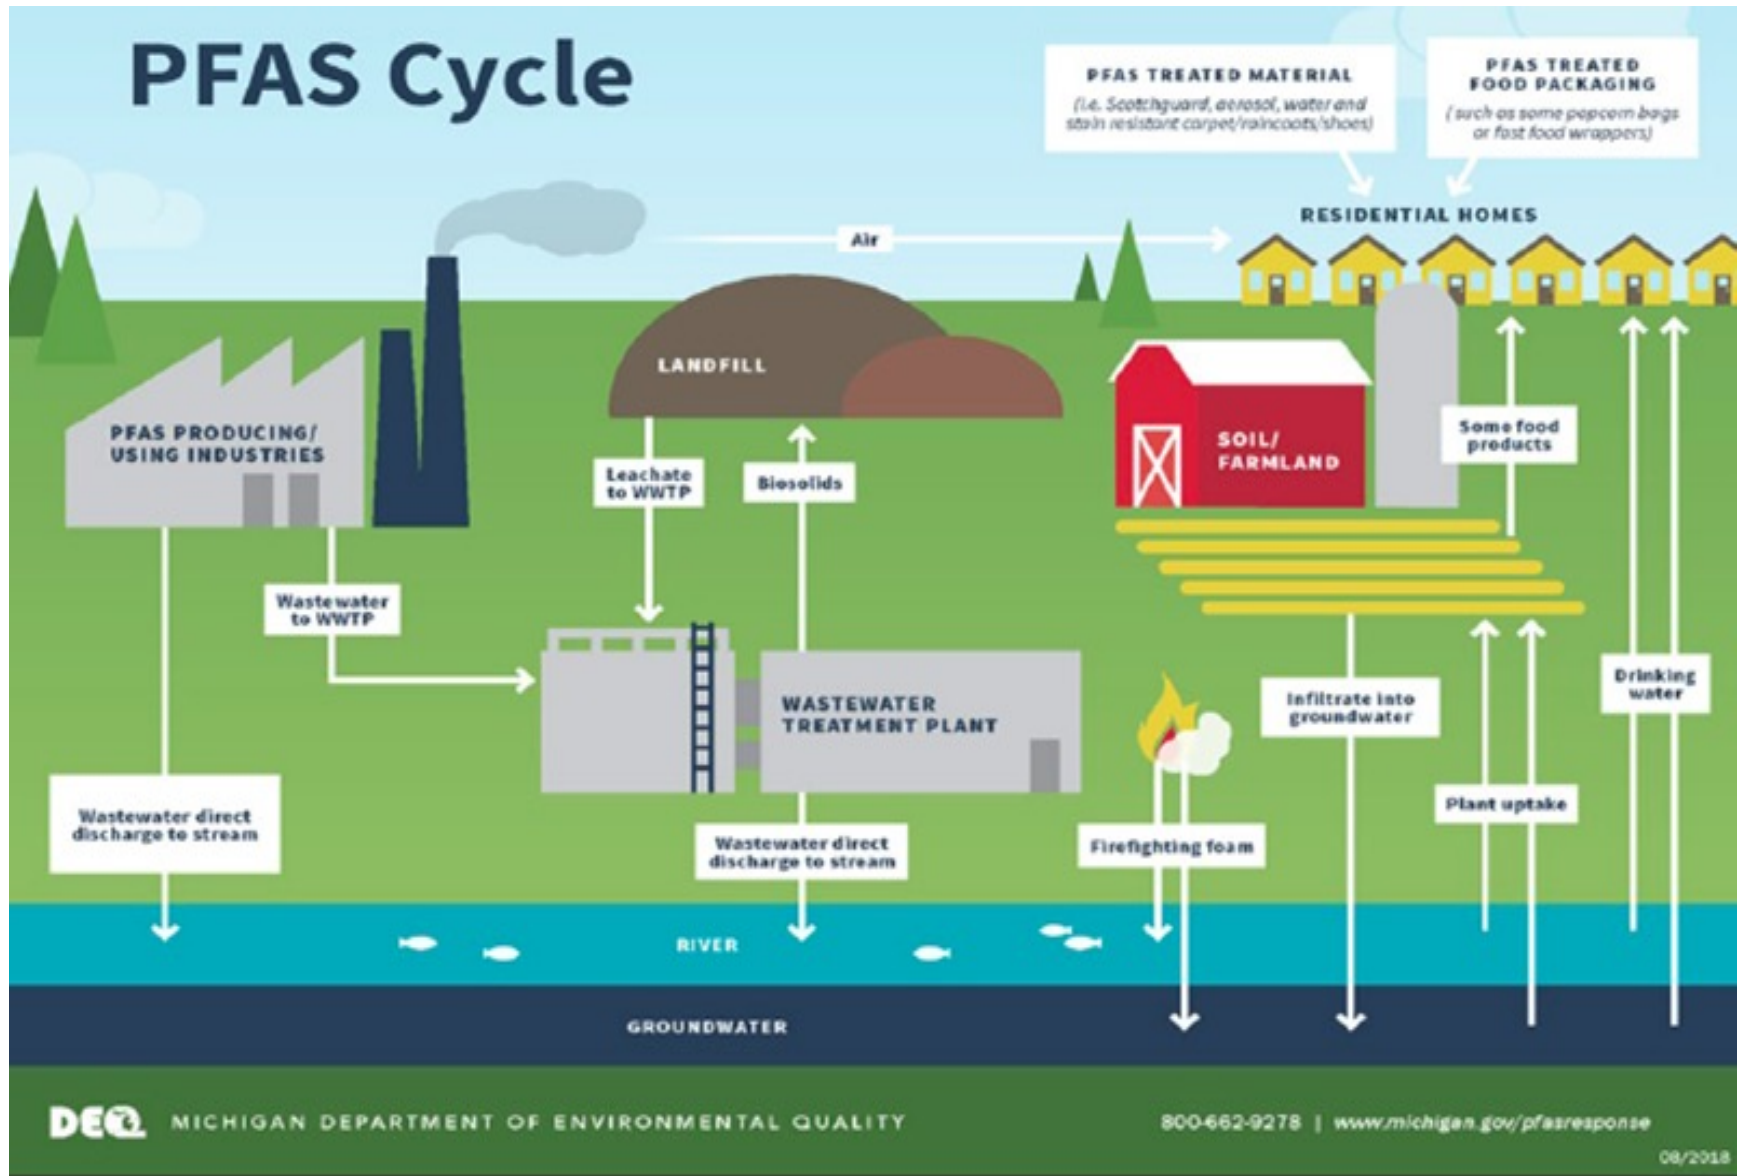 PFAS Cycle
PFAS TREATED MATERIAL
(i.e. Scotchguard, aerosol, water and
stain resistant carpet/raincoats/shoes)
PFAS TREATED
FOOD PACKAGING
(such as some popcorn bags
or fast food wrappers)
RESIDENTIAL HOMES
Air
LANDFILL
PFAS PRODUCING/
USING INDUSTRIES
SOIL/
FARMLAND
Some food
products
Leachate
to WWTP
Biosolids
Wastewater
to WWTP
WASTEWATER
TREATMENT PLANT
Infiltrate into
groundwater
Drinking
water
Plant uptake
Wastewater direct
discharge to stream
Wastewater direct
discharge to stream
Firefighting foam
RIVER
GROUNDWATER
DEQ MICHIGAN DEPARTMENT OF ENVIRONMENTAL QUALITY
800-662-9278 | www.michigan.gov/pfasresponse
08/2018